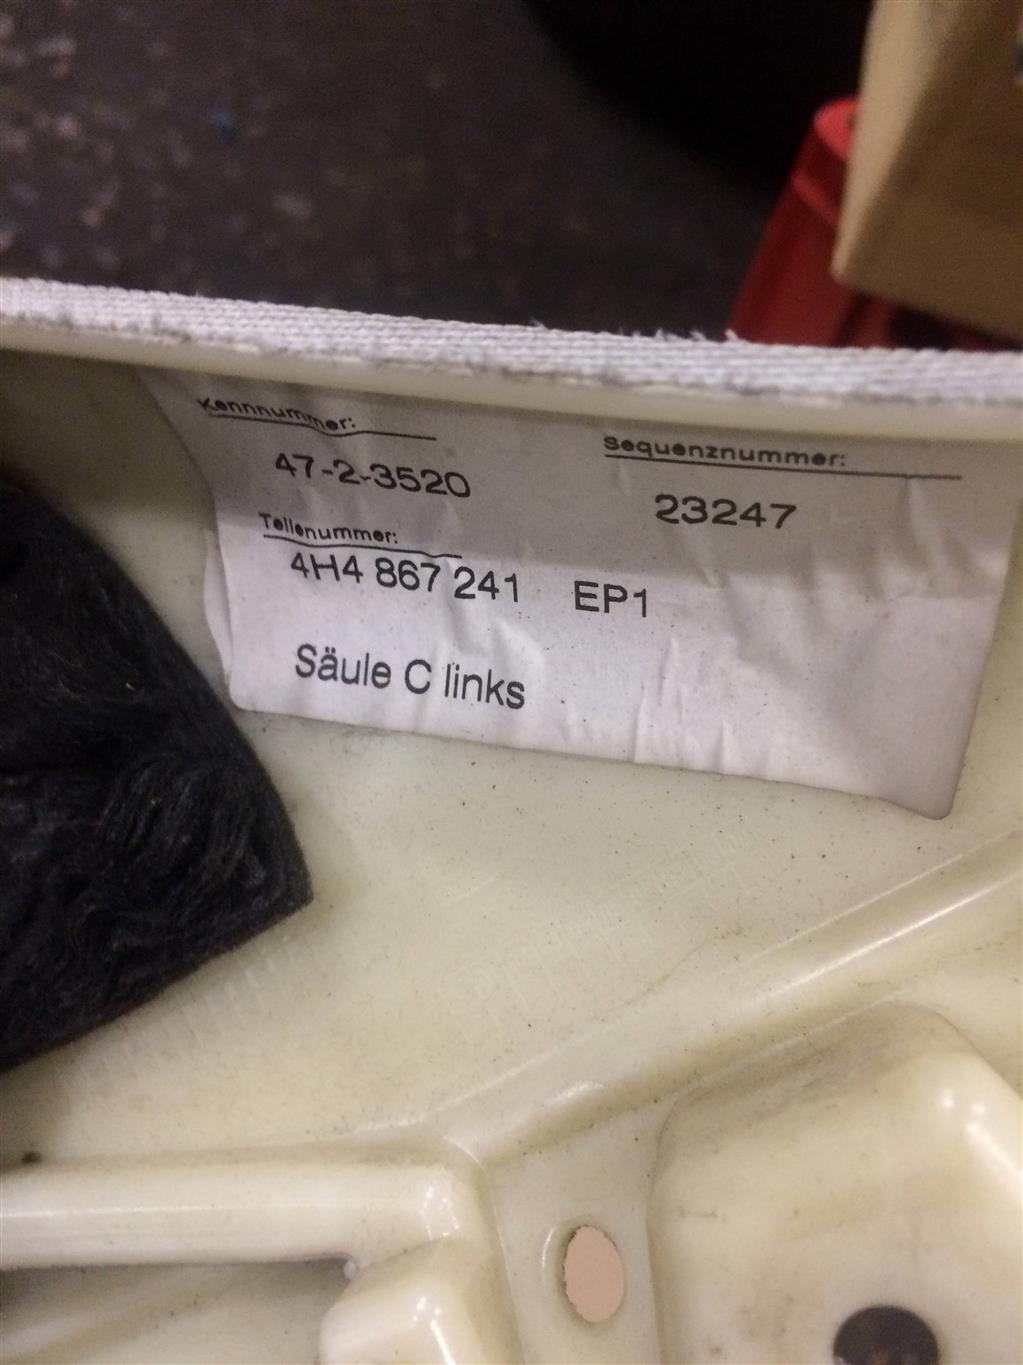 Kennnummer:
Sequenznummer:
47-2-3520
23247
Teilenummer:
4H4 867 241 EP1
Säule C links